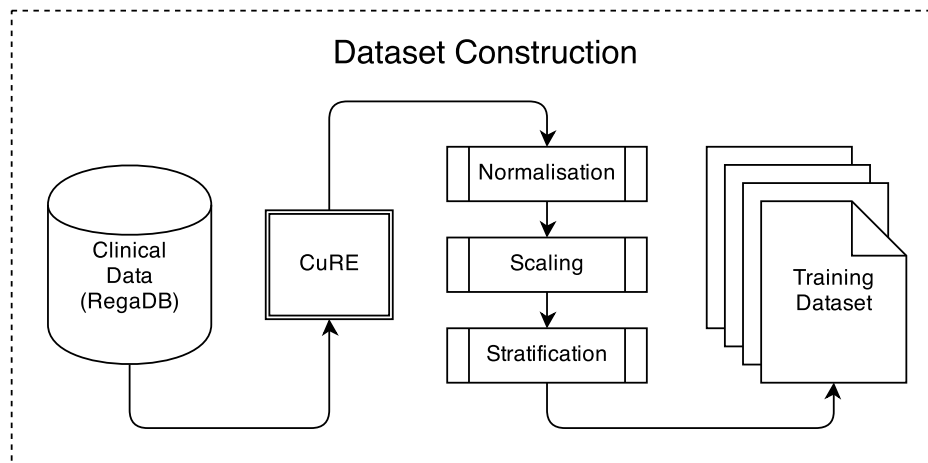 Dataset Construction
Clinical
Data
(RegaDB)
CuRE
Normalisation
Scaling
Stratification
Training
Dataset